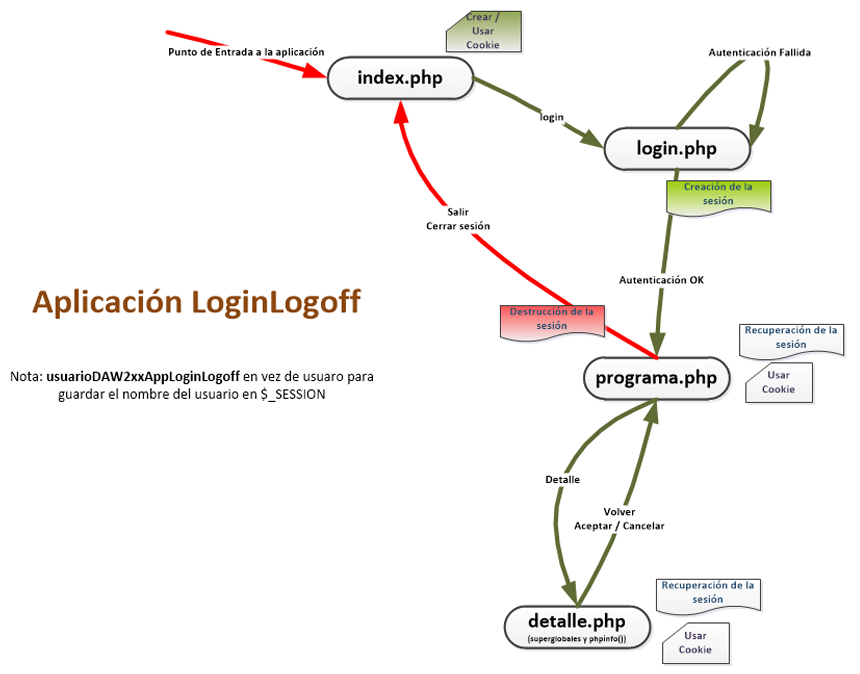 Crear /
Usar
Cookie
Punto de Entrada a la aplicación
Autenticación Fallida
index.php
login
login.php
Creación de la
sesión
Salir
Cerrar sesión
Autenticación OK
Aplicación LoginLogoff
Destrucción de la
sesión
Recuperación de la
sesión
Nota: usuarioDAW2xxAppLoginLogoff en vez de usuaro para
guardar el nombre del usuario en $_SESSION
programa.php
Usar
Cookie
Detalle
Volver
Aceptar / Cancelar
Recuperación de la
sesión
detalle.php
(superglobales y phpinfo())
Usar
Cookie